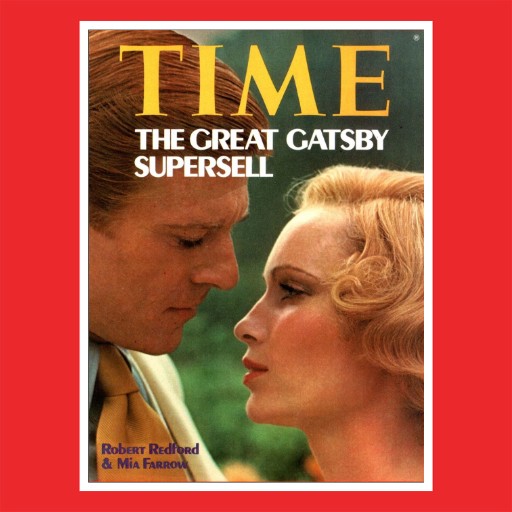 TIME
THE GREAT GATSBY
SUPERSELL
Robert Redford
& Mia Farrow